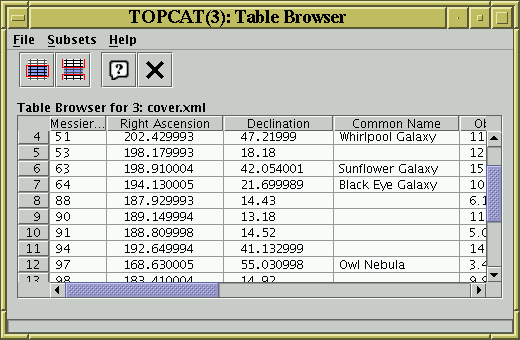 TOPCAT(3): Table Browser
File Subsets Help
Table Browser for 3: cover.xml
Messier... Right Ascension Declination Common Name Ob
4 51 202.429993 47.21999 Whirlpool Galaxy 11
5 53 198.179993 18.18 12
6 63 198.910004 42.054001 Sunflower Galaxy 15
7 64 194.130005 21.699989 Black Eye Galaxy 10
8 88 187.929993 14.43 6.1
9 90 189.149994 13.18 11
10 91 188.809998 14.52 5.0
11 94 192.649994 41.132999 14
12 97 168.630005 55.030998 Owl Nebula 3.4
13 98 183.410004 14.92 9.9